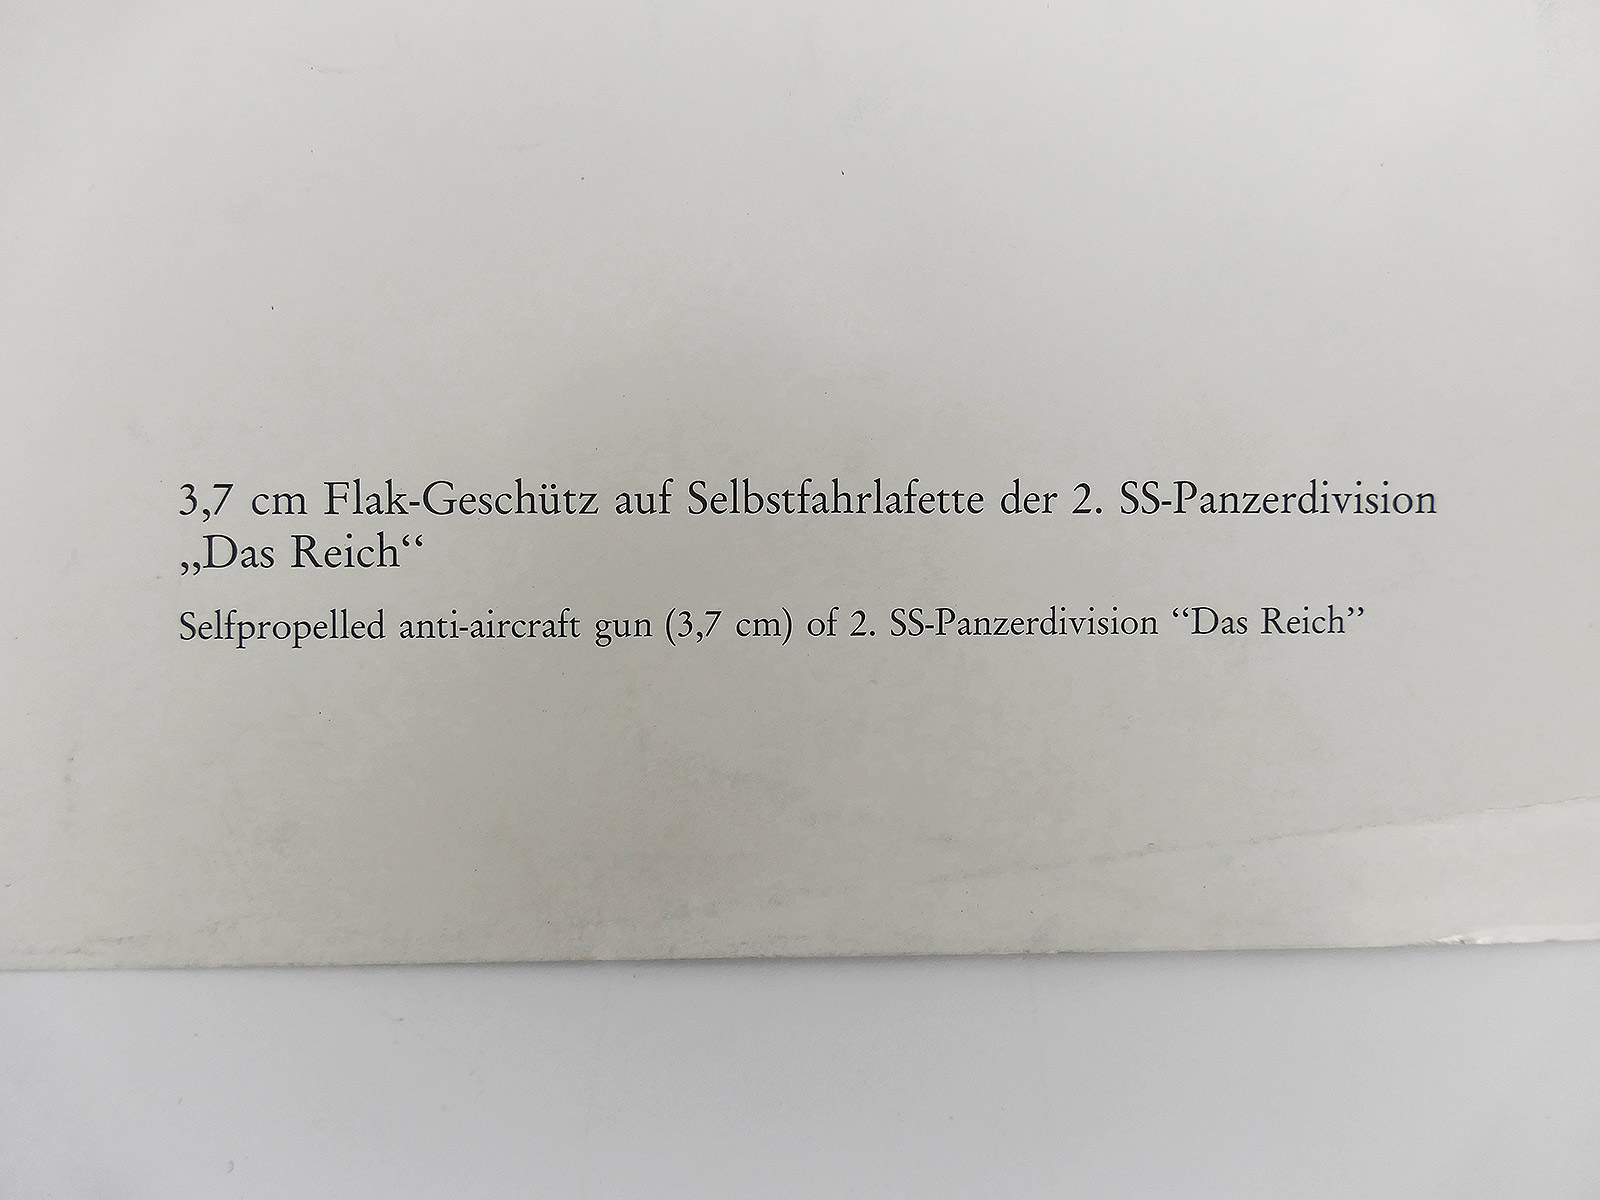 3,7 cm Flak-Geschütz auf Selbstfahrlafette der 2. SS-Panzerdivision
„Das Reich“
Selfpropelled anti-aircraft gun (3,7 cm) of 2. SS-Panzerdivision “Das Reich”